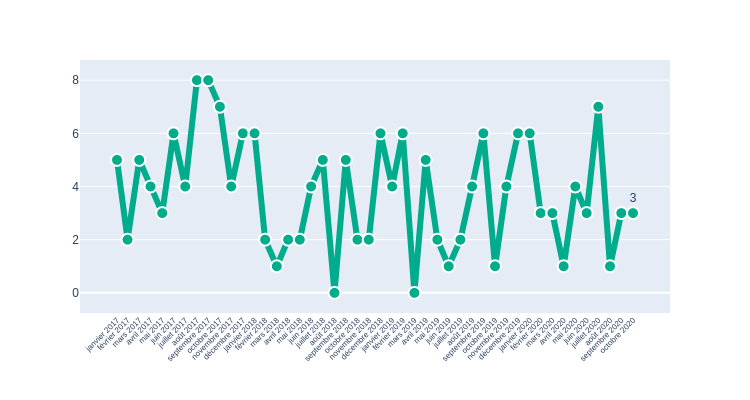 8
6
4
2
0
3
janvier 2017
février 2017
mars 2017
avril 2017
mai 2017
juin 2017
juillet 2017
août 2017
septembre 2017
octobre 2017
novembre 2017
décembre 2017
janvier 2018
février 2018
mars 2018
avril 2018
mai 2018
juin 2018
juillet 2018
août 2018
septembre 2018
octobre 2018
novembre 2018
décembre 2018
janvier 2019
février 2019
mars 2019
avril 2019
mai 2019
juin 2019
juillet 2019
août 2019
septembre 2019
octobre 2019
novembre 2019
décembre 2019
janvier 2020
février 2020
mars 2020
avril 2020
mai 2020
juin 2020
juillet 2020
août 2020
septembre 2020
octobre 2020